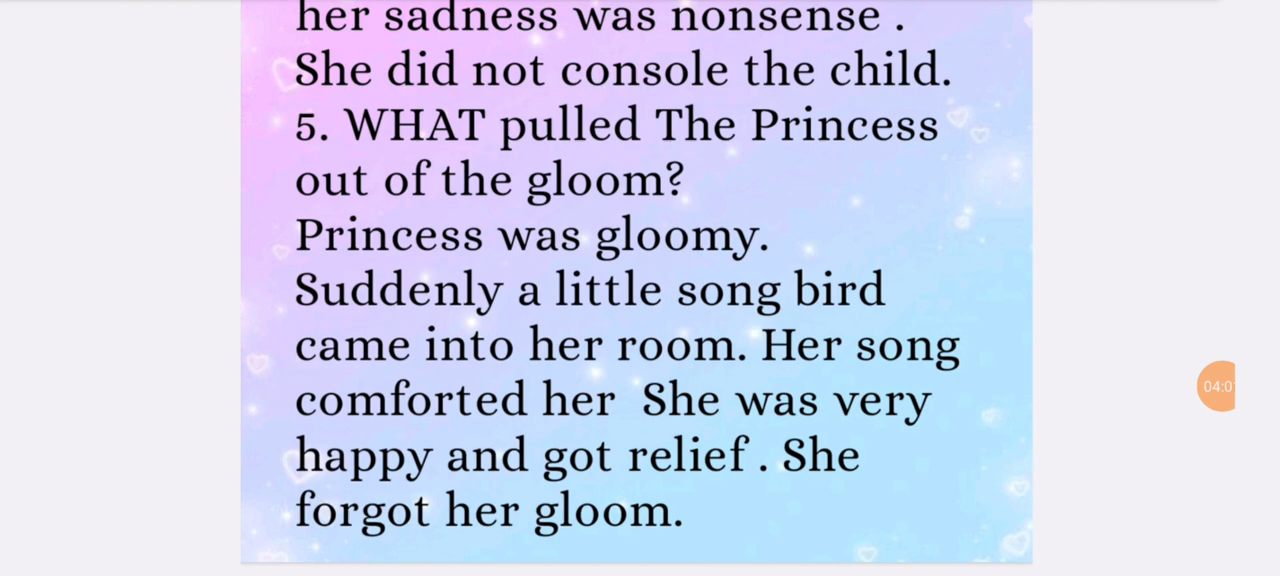 her sadness was nonsense .
She did not console the child.
5. WHAT pulled The Princess
out of the gloom?
Princess was gloomy.
Suddenly a little song bird
came into her room. Her song
comforted her  She was very
happy and got relief . She
forgot her gloom.